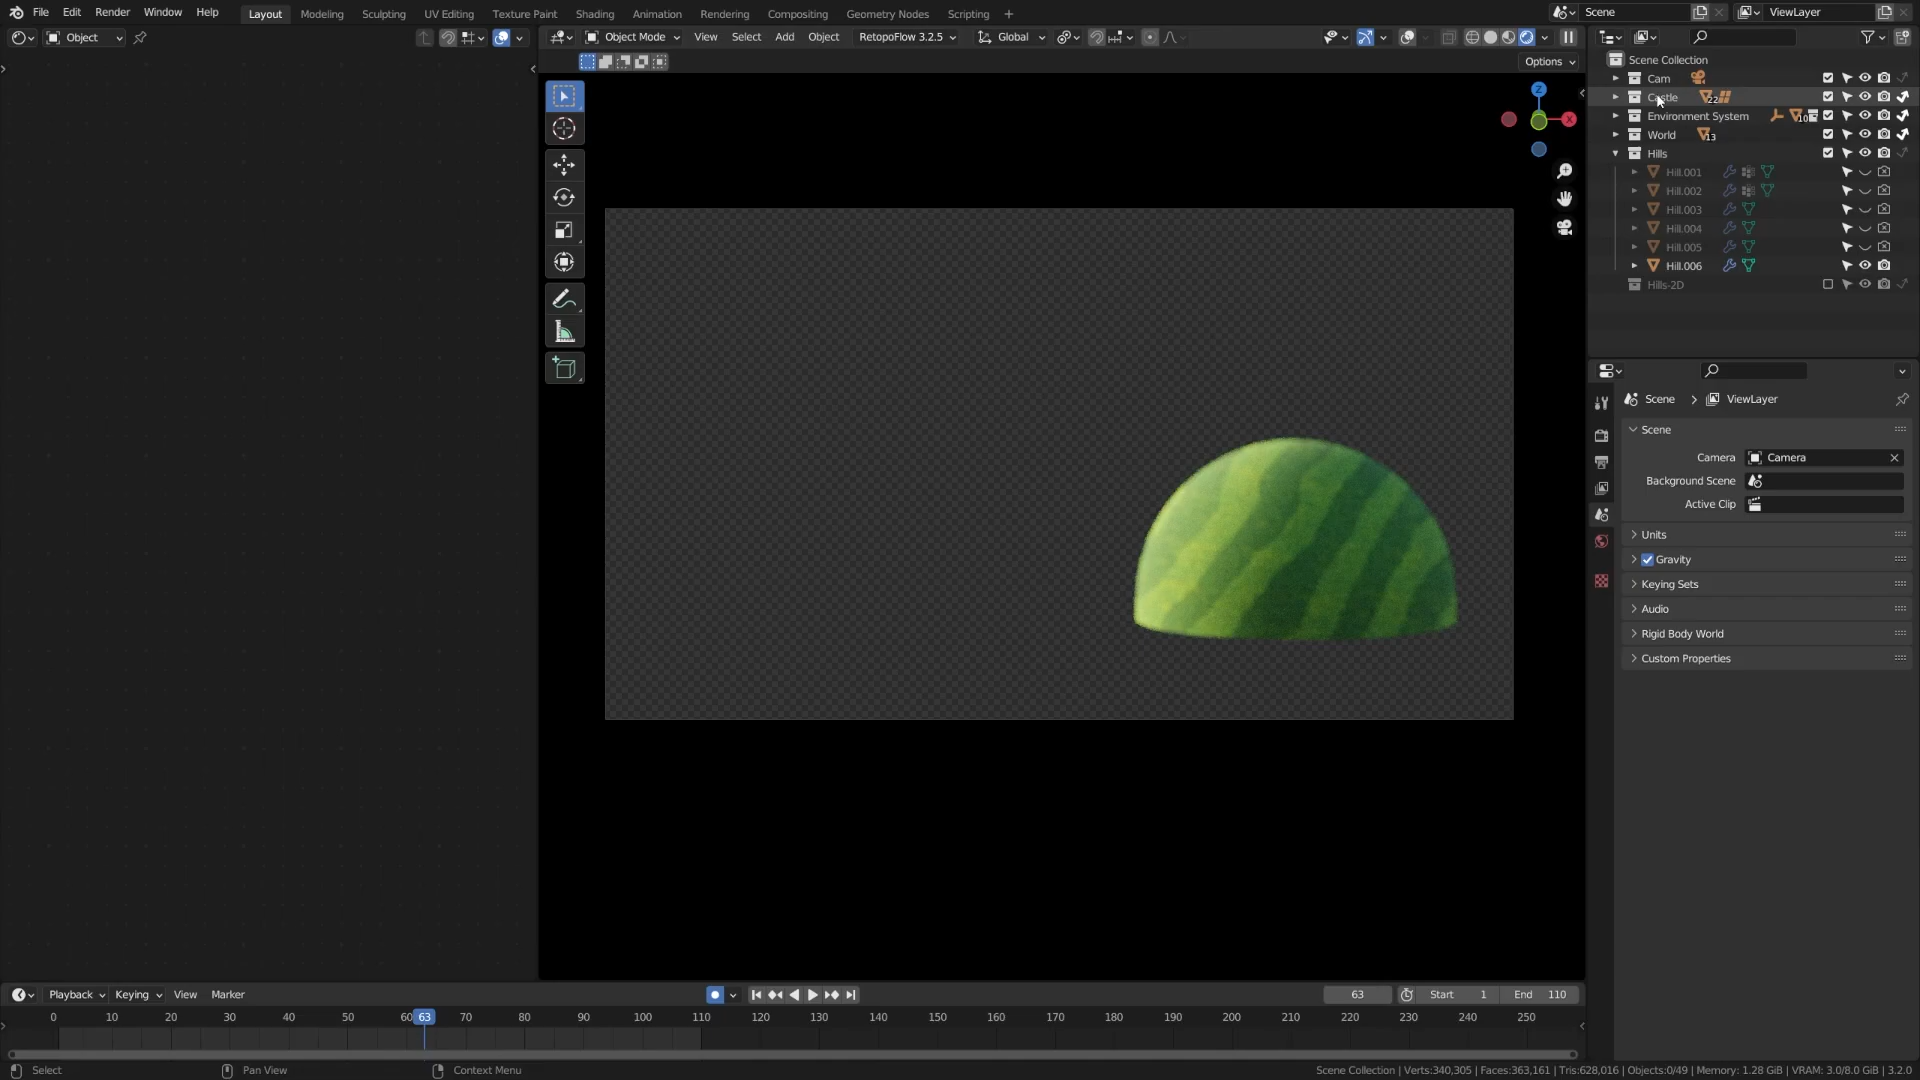 File Edit Render Window Help Layout Modeling Sculpting UV Editing Texture Paint Shading Animation Rendering Compositing Geometry Nodes Scripting + Scene ViewLayer
Object Object Mode View Select Add Object RetopoFlow 3.2.5 Global
Options
Scene Collection
Cam
Castle 22
Environment System 10
World 13
Hills
Hill.001
Hill.002
Hill.003
Hill.004
Hill.005
Hill.006
Hills-2D
Z
X
Scene > ViewLayer
Scene
Camera Camera
Background Scene
Active Clip
Units
Gravity
Keying Sets
Audio
Rigid Body World
Custom Properties
Playback Keying View Marker 63 Start 1 End 110
0 10 20 30 40 50 60 63 70 80 90 100 110 120 130 140 150 160 170 180 190 200 210 220 230 240 250
Select Pan View Context Menu Scene Collection | Verts:340,305 | Faces:363,161 | Tris:628,016 | Objects:0/49 | Memory: 1.28 GiB | VRAM: 3.0/8.0 GiB | 3.2.0